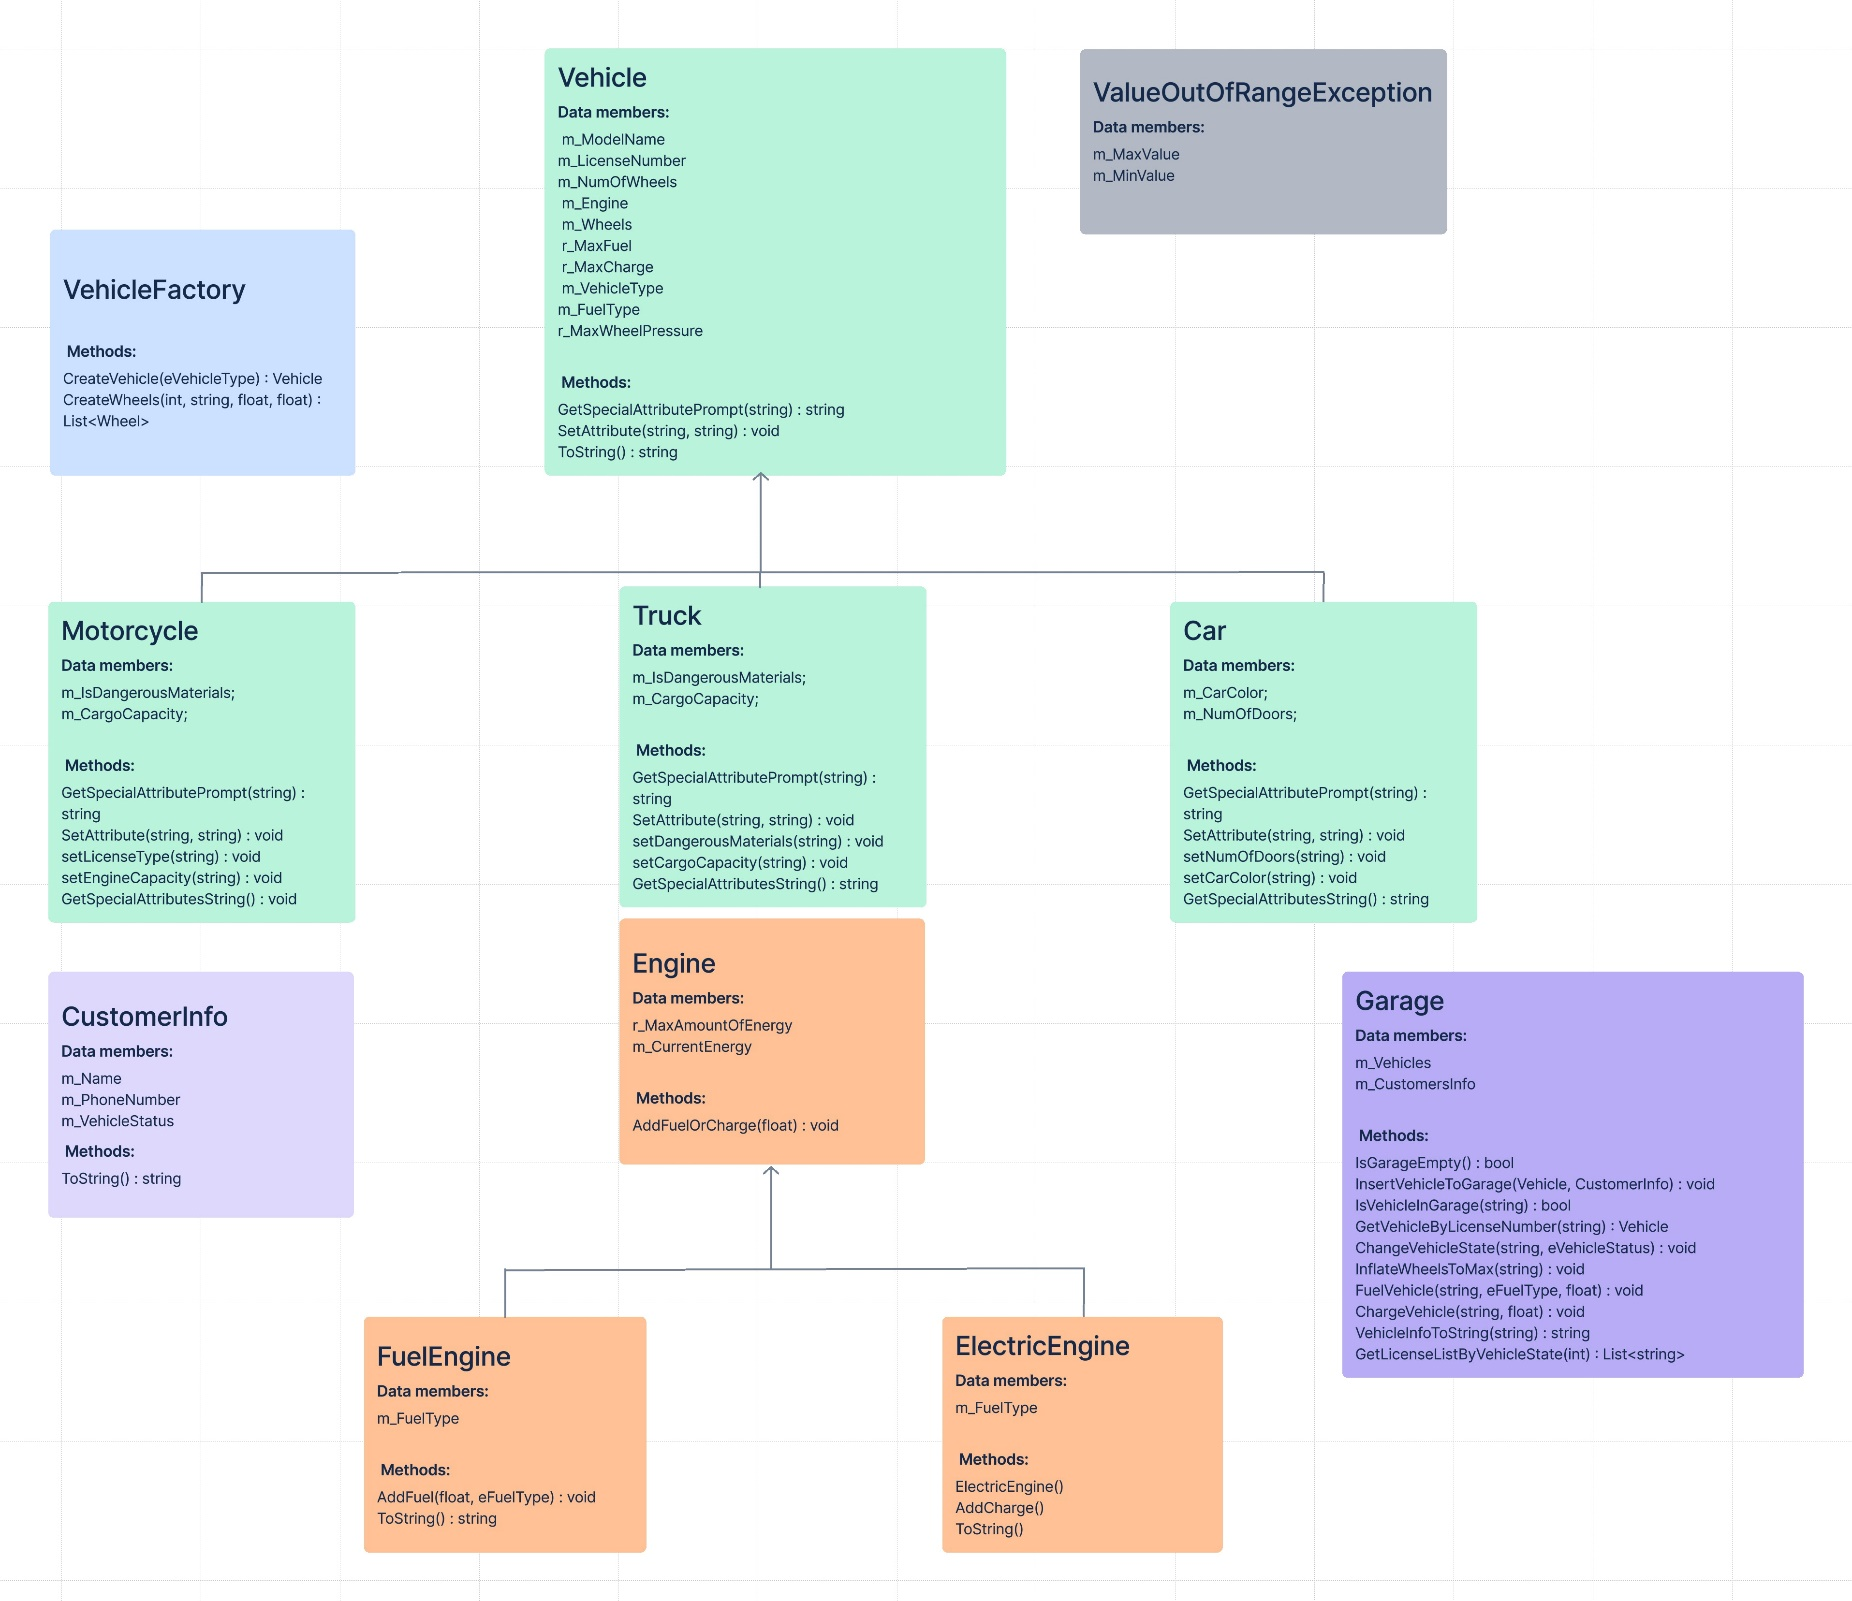 Vehicle
Data members:
m_ModelName
m_LicenseNumber
m_NumOfWheels
m_Engine
m_Wheels
r_MaxFuel
r_MaxCharge
m_VehicleType
m_FuelType
r_MaxWheelPressure
Methods:
GetSpecialAttributePrompt(string) : string
SetAttribute(string, string) : void
ToString() : string
ValueOutOfRangeException
Data members:
m_MaxValue
m_MinValue
VehicleFactory
Methods:
CreateVehicle(eVehicleType) : Vehicle
CreateWheels(int, string, float, float) :
List<Wheel>
Motorcycle
Data members:
m_IsDangerousMaterials;
m_CargoCapacity;
Methods:
GetSpecialAttributePrompt(string) :
string
SetAttribute(string, string) : void
setLicenseType(string) : void
setEngineCapacity(string) : void
GetSpecialAttributesString() : void
Truck
Data members:
m_IsDangerousMaterials;
m_CargoCapacity;
Methods:
GetSpecialAttributePrompt(string) :
string
SetAttribute(string, string) : void
setDangerousMaterials(string) : void
setCargoCapacity(string) : void
GetSpecialAttributesString() : string
Car
Data members:
m_CarColor;
m_NumOfDoors;
Methods:
GetSpecialAttributePrompt(string) :
string
SetAttribute(string, string) : void
setNumOfDoors(string) : void
setCarColor(string) : void
GetSpecialAttributesString() : string
CustomerInfo
Data members:
m_Name
m_PhoneNumber
m_VehicleStatus
Methods:
ToString() : string
Engine
Data members:
r_MaxAmountOfEnergy
m_CurrentEnergy
Methods:
AddFuelOrCharge(float) : void
Garage
Data members:
m_Vehicles
m_CustomersInfo
Methods:
IsGarageEmpty() : bool
InsertVehicleToGarage(Vehicle, CustomerInfo) : void
IsVehicleInGarage(string) : bool
GetVehicleByLicenseNumber(string) : Vehicle
ChangeVehicleState(string, eVehicleStatus) : void
InflateWheelsToMax(string) : void
FuelVehicle(string, eFuelType, float) : void
ChargeVehicle(string, float) : void
VehicleInfoToString(string) : string
GetLicenseListByVehicleState(int) : List<string>
FuelEngine
Data members:
m_FuelType
Methods:
AddFuel(float, eFuelType) : void
ToString() : string
ElectricEngine
Data members:
m_FuelType
Methods:
ElectricEngine()
AddCharge()
ToString()